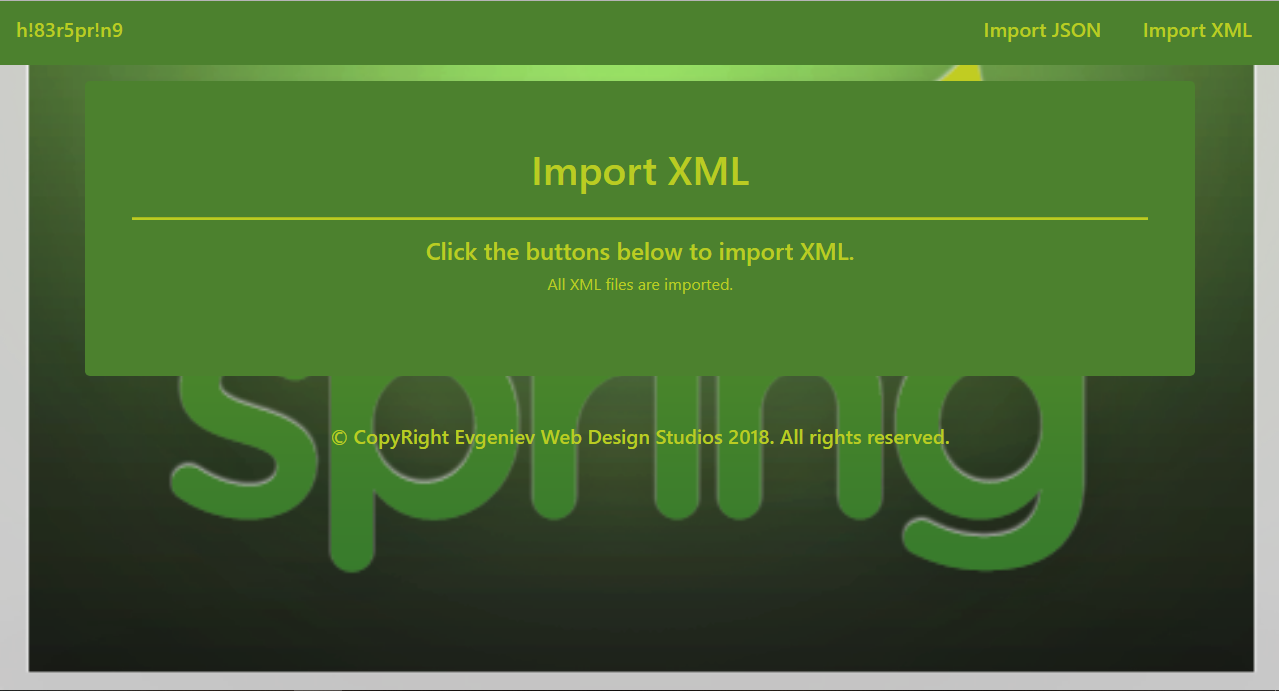 h!83r5pr!n9
Import JSON
Import XML
Import XML
Click the buttons below to import XML.
All XML files are imported.
spring
© CopyRight Evgeniev Web Design Studios 2018. All rights reserved.